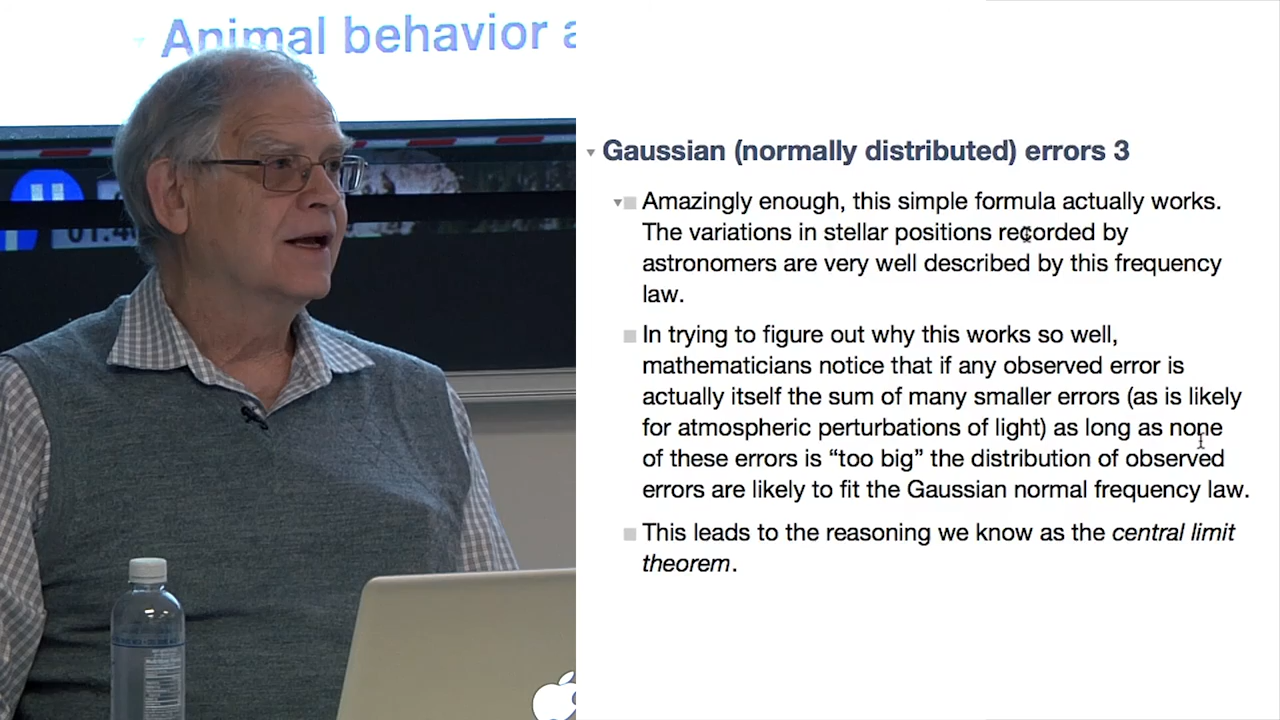 Animal behavior a
Gaussian (normally distributed) errors 3
Amazingly enough, this simple formula actually works.
The variations in stellar positions recorded by
astronomers are very well described by this frequency
law.
In trying to figure out why this works so well,
mathematicians notice that if any observed error is
actually itself the sum of many smaller errors (as is likely
for atmospheric perturbations of light) as long as none
of these errors is “too big” the distribution of observed
errors are likely to fit the Gaussian normal frequency law.
This leads to the reasoning we know as the central limit
theorem.